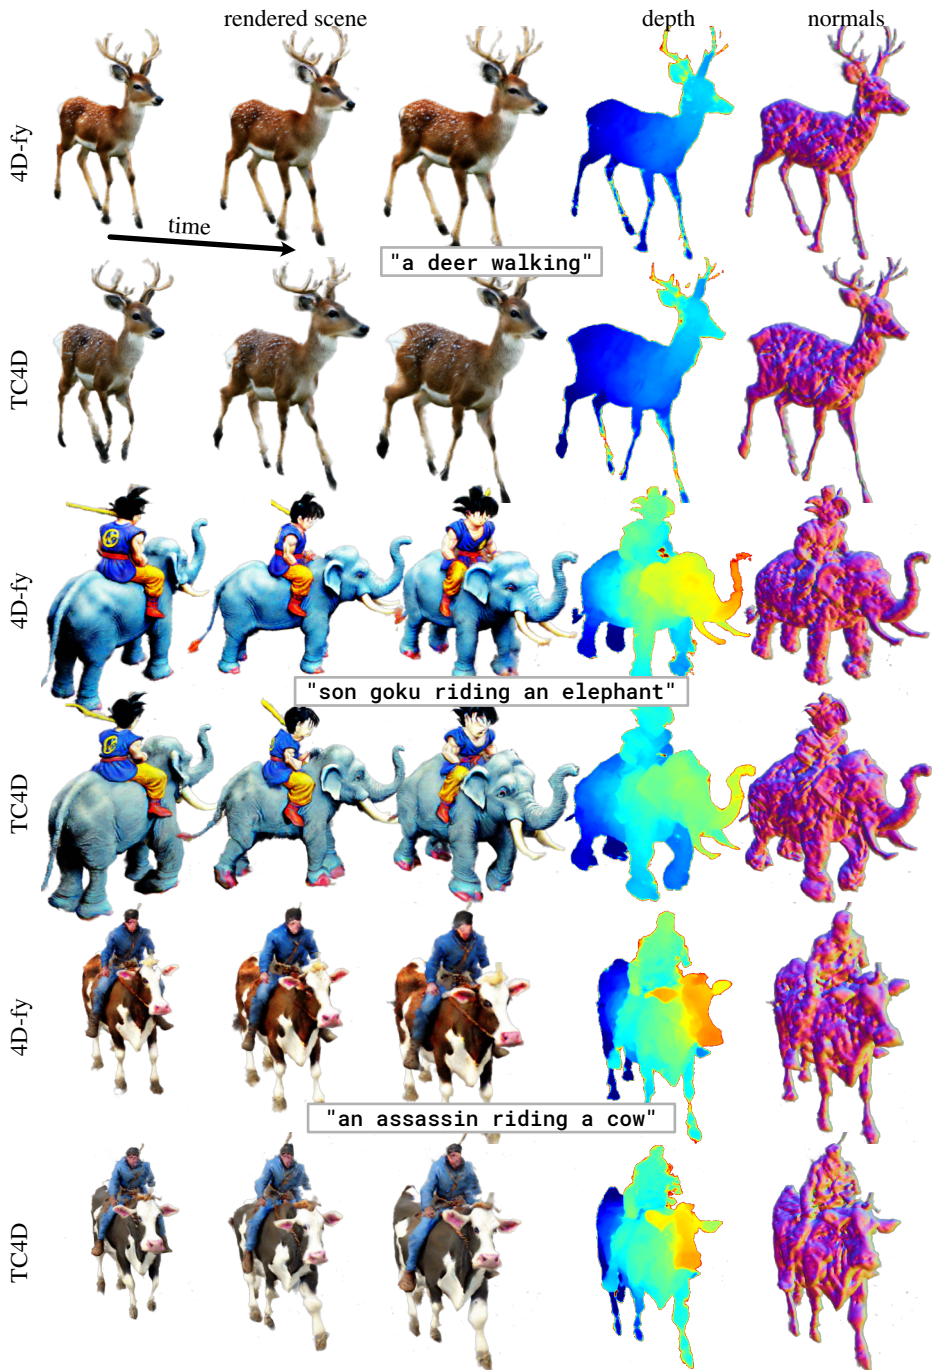 rendered scene
depth
normals
4D-fy
time
"a deer walking"
TC4D
4D-fy
"son goku riding an elephant"
TC4D
4D-fy
"an assassin riding a cow"
TC4D